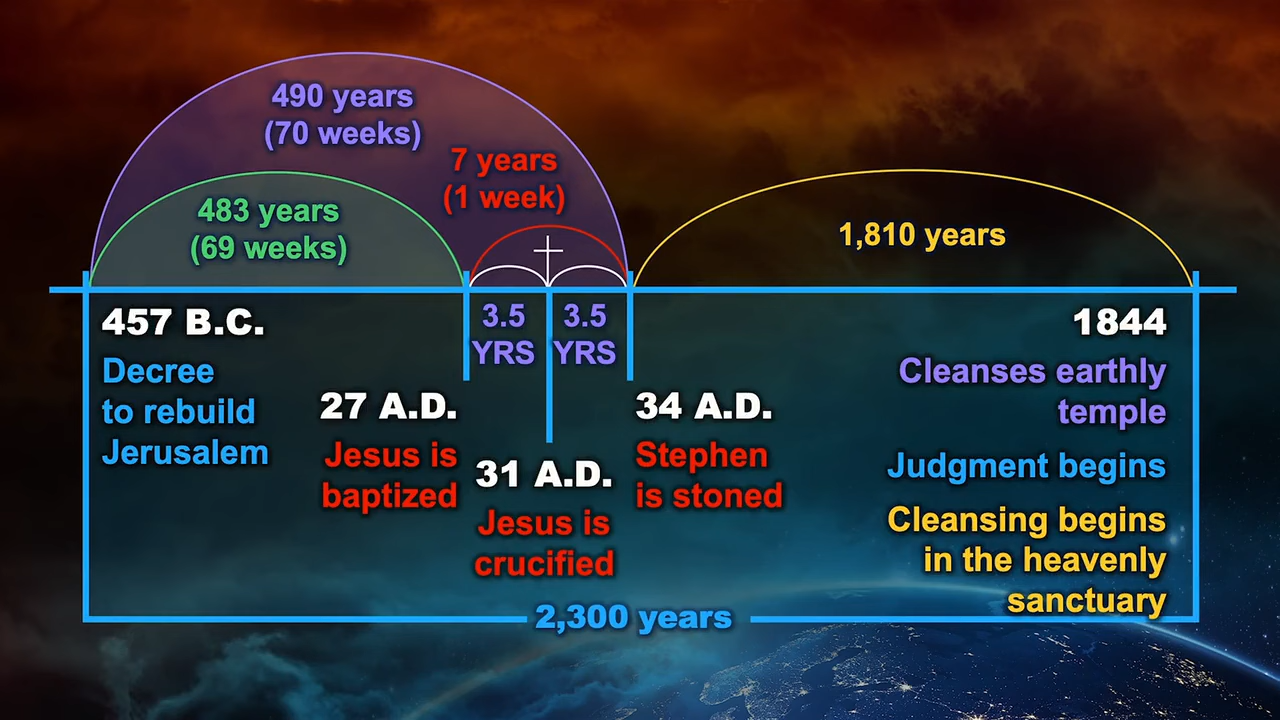 490 years
(70 weeks)
7 years
(1 week)
483 years
(69 weeks)
1,810 years
457 B.C.
Decree
to rebuild
Jerusalem
3.5
YRS
3.5
YRS
27 A.D.
Jesus is
baptized
31 A.D.
Jesus is
crucified
34 A.D.
Stephen
is stoned
1844
Cleanses earthly
temple
Judgment begins
Cleansing begins
in the heavenly
sanctuary
2,300 years